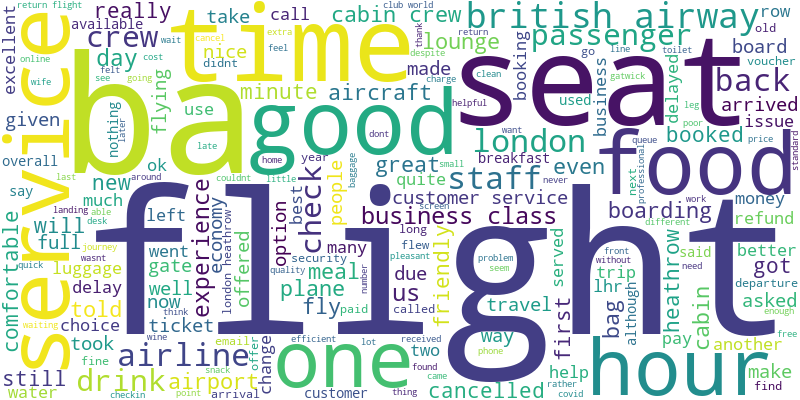 return flight
club world
excellent
available
really
take
call
cabin crew
british airway
row
old
time
crew
online
wait
cancel
extra
feel
thank
return
despite
lounge
passenger
board
voucher
wife
day
felt
cost
see
going
nice
didnt
made
charge
clean
helpful
booking
go
line
toilet
gatwick
business
delayed
back
service
ba
flying
minute
aircraft
seat
used
leg
poor
arrived
issue
given
nothing
later
use
late
good
dont
want
london
booked
queue
price
overall
ok
home
year
breakfast
food
standard
last
around
couldnt
little
people
baggage
great
small
never
even
next
professional
say
new
much
landing
able
desk
wasnt
left
experience
economy
london heathrow
best
check
option
quite
staff
customer service
business class
boarding
work
different
money
refund
comfortable
will
full
journey
went
gate
offered
many
security
screen
long
flew
pleasant
friendly
flight
problem
seem
served
front
without
lhr
trip
although
heathrow
said
need
better
got
departure
enough
quick
luggage
delay
well
now
think
quality
meal
plane
number
due
us
fly
paid
called
travel
first
bag
cabin
asked
waiting
told
choice
ticket
wine
email
offer
change
one
received
way
phone
hour
pay
another
free
still
took
fine
airline
efficient
lot
two
found
came
help
rather
covid
make
find
water
drink
checkin
airport
point
snack
arrival
customer
thing
cancelled